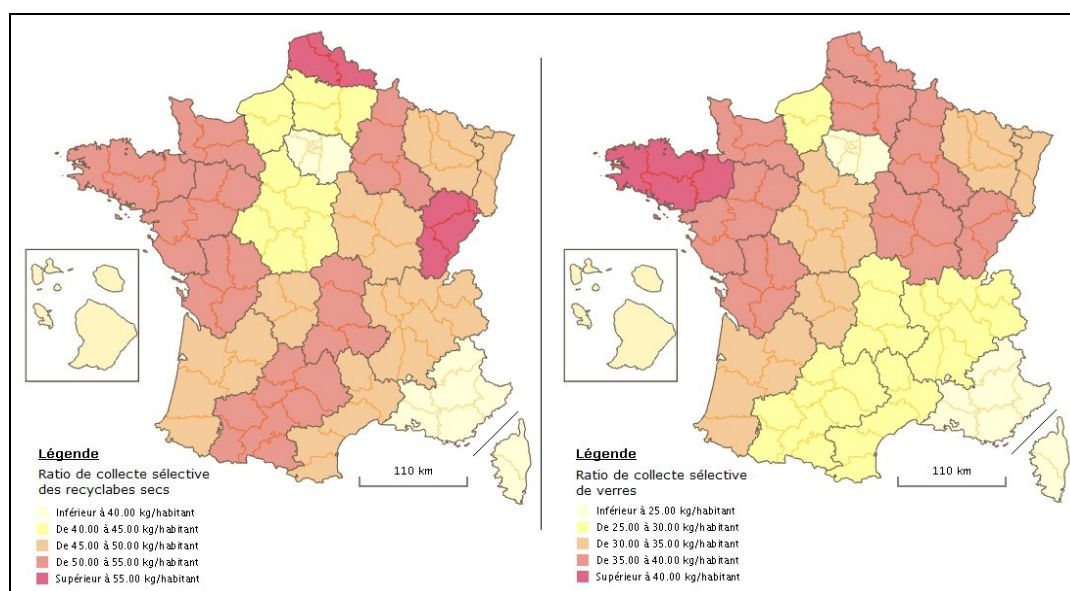 Légende
Ratio de collecte sélective
des recyclabes secs
Inférieur à 40.00 kg/habitant
De 40.00 à 45.00 kg/habitant
De 45.00 à 50.00 kg/habitant
De 50.00 à 55.00 kg/habitant
Supérieur à 55.00 kg/habitant
110 km
Légende
Ratio de collecte sélective
de verres
Inférieur à 25.00 kg/habitant
De 25.00 à 30.00 kg/habitant
De 30.00 à 35.00 kg/habitant
De 35.00 à 40.00 kg/habitant
Supérieur à 40.00 kg/habitant
110 km